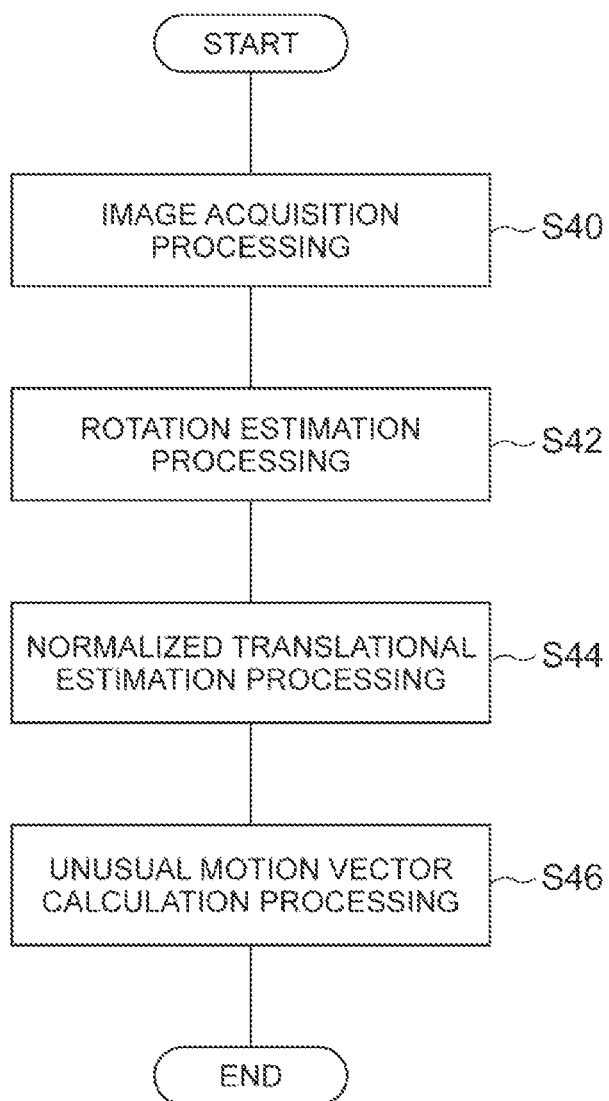 START
IMAGE ACQUISITION
PROCESSING
S40
ROTATION ESTIMATION
PROCESSING
S42
NORMALIZED TRANSLATIONAL
ESTIMATION PROCESSING
S44
UNUSUAL MOTION VECTOR
CALCULATION PROCESSING
S46
END